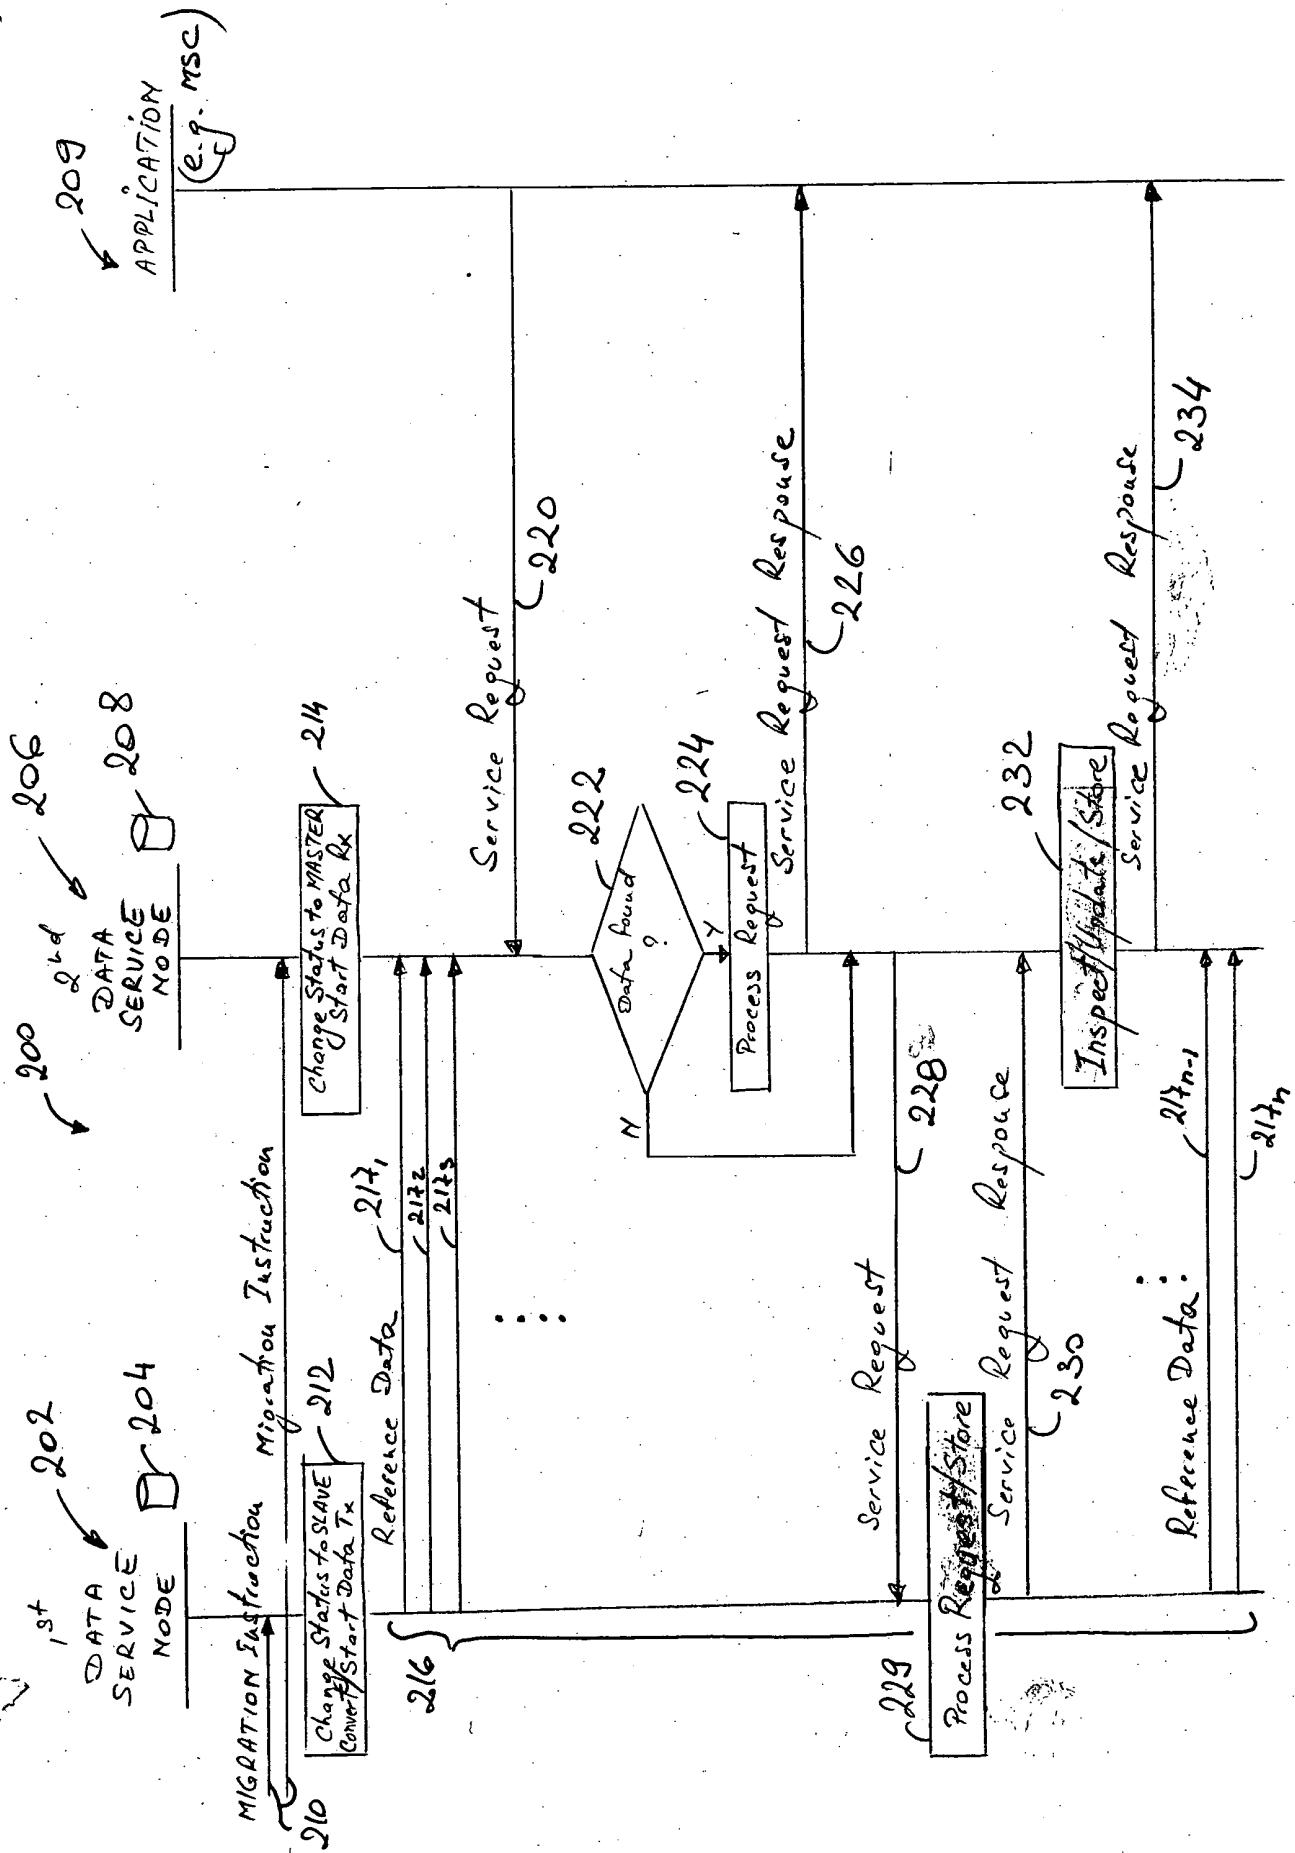 200
1st
DATA
SERVICE
NODE
202
204
2nd
DATA
SERVICE
NODE
206
208
APPLICATION
(e.g. MSC)
209
MIGRATION Instruction
Migration Instruction
210
Change Status to SLAVE
Convert/Start Data Tx
212
Change Status to MASTER
Start Data Rx
214
216
Reference Data
217₁
217₂
217₃
Service Request
220
Data found
?
222
N
Y
Process Request
224
Service Request Response
226
Service Request
228
229
Process Request/Store
Service Request Responce
230
232
Inspect/Update/Store
Service Request Response
234
Reference Data
217n-1
217n